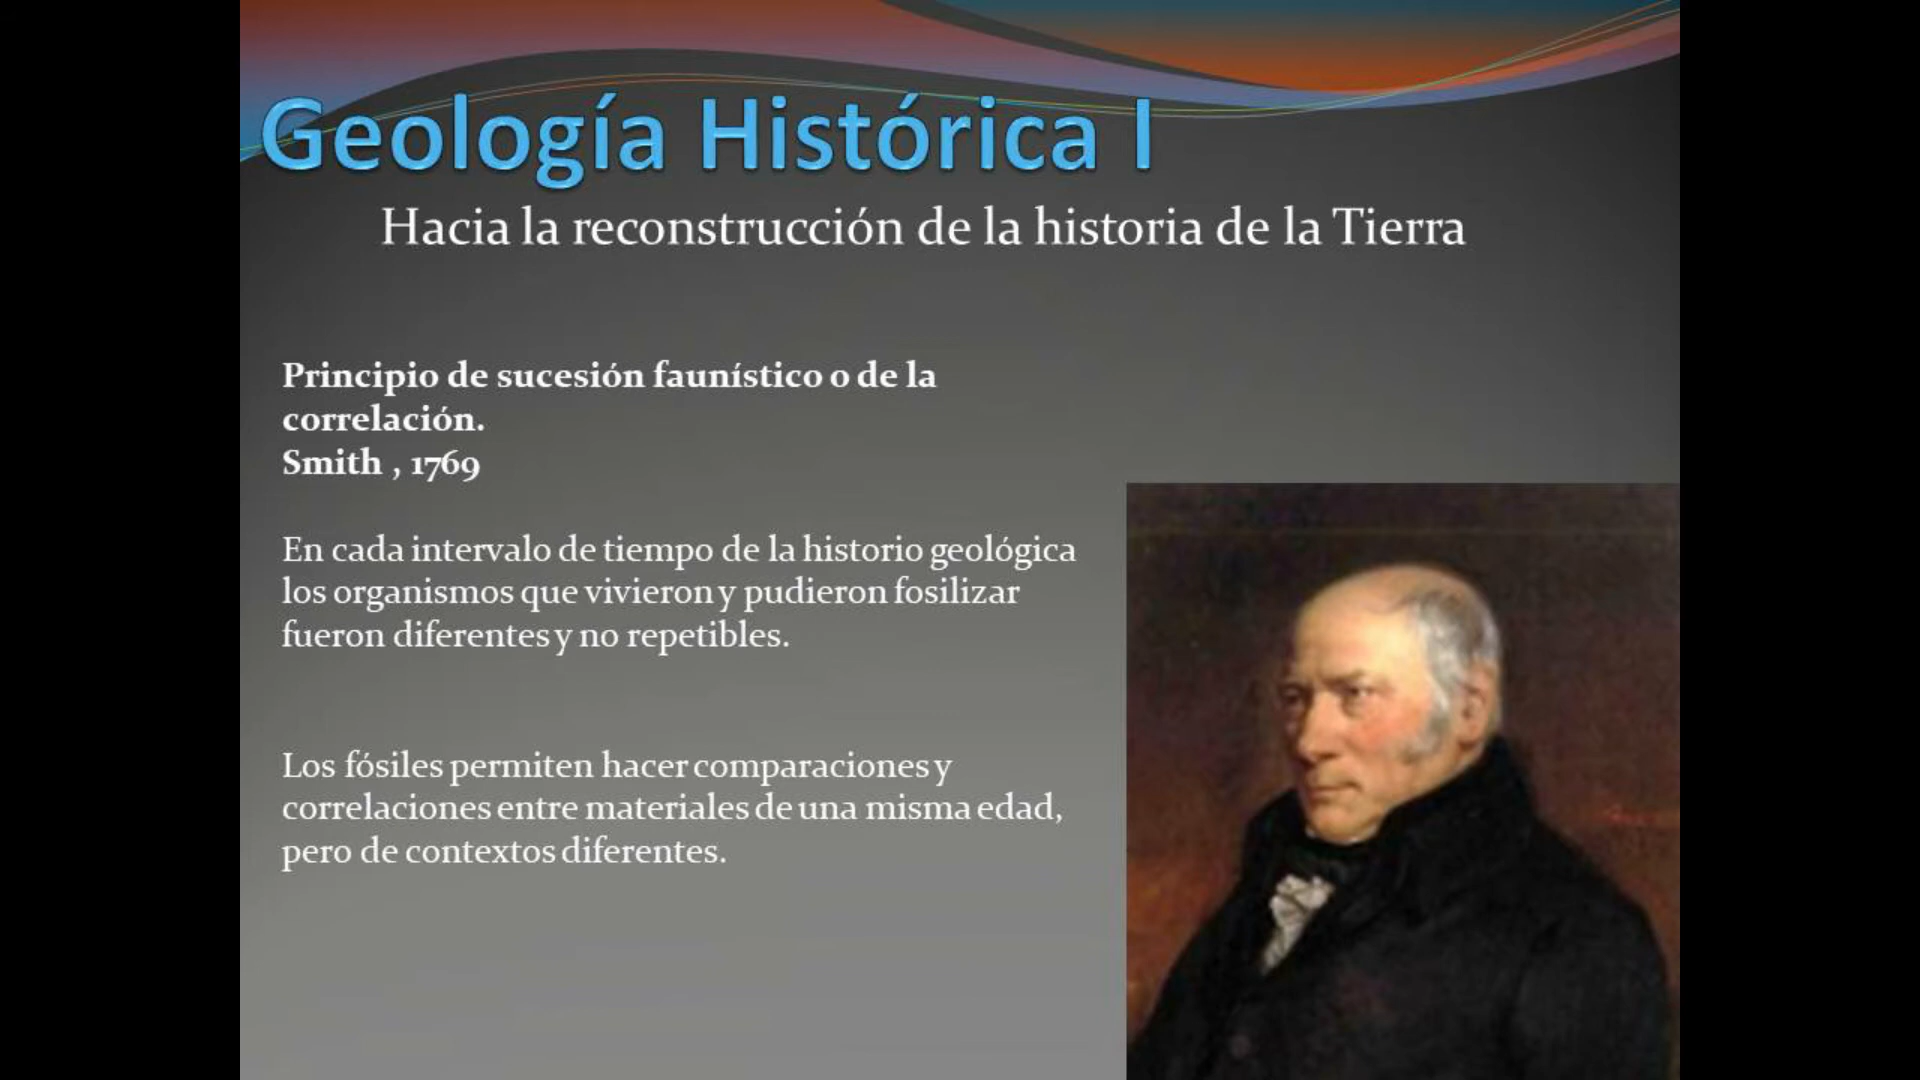 Geología Histórica I
Hacia la reconstrucción de la historia de la Tierra
Principio de sucesión faunístico o de la
correlación.
Smith , 1769
En cada intervalo de tiempo de la historio geológica
los organismos que vivieron y pudieron fosilizar
fueron diferentes y no repetibles.
Los fósiles permiten hacer comparaciones y
correlaciones entre materiales de una misma edad,
pero de contextos diferentes.